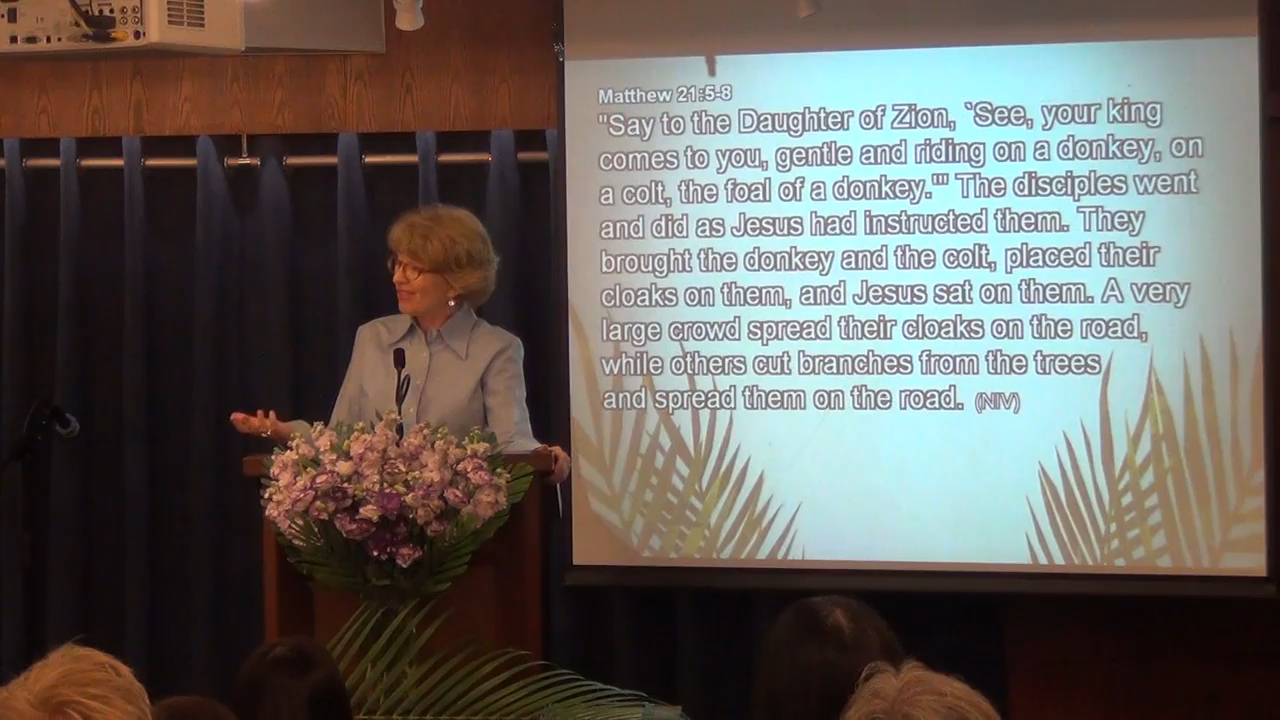 Matthew 21:5-8
"Say to the Daughter of Zion, `See, your king
comes to you, gentle and riding on a donkey, on
a colt, the foal of a donkey.'" The disciples went
and did as Jesus had instructed them. They
brought the donkey and the colt, placed their
cloaks on them, and Jesus sat on them. A very
large crowd spread their cloaks on the road,
while others cut branches from the trees
and spread them on the road. (NIV)